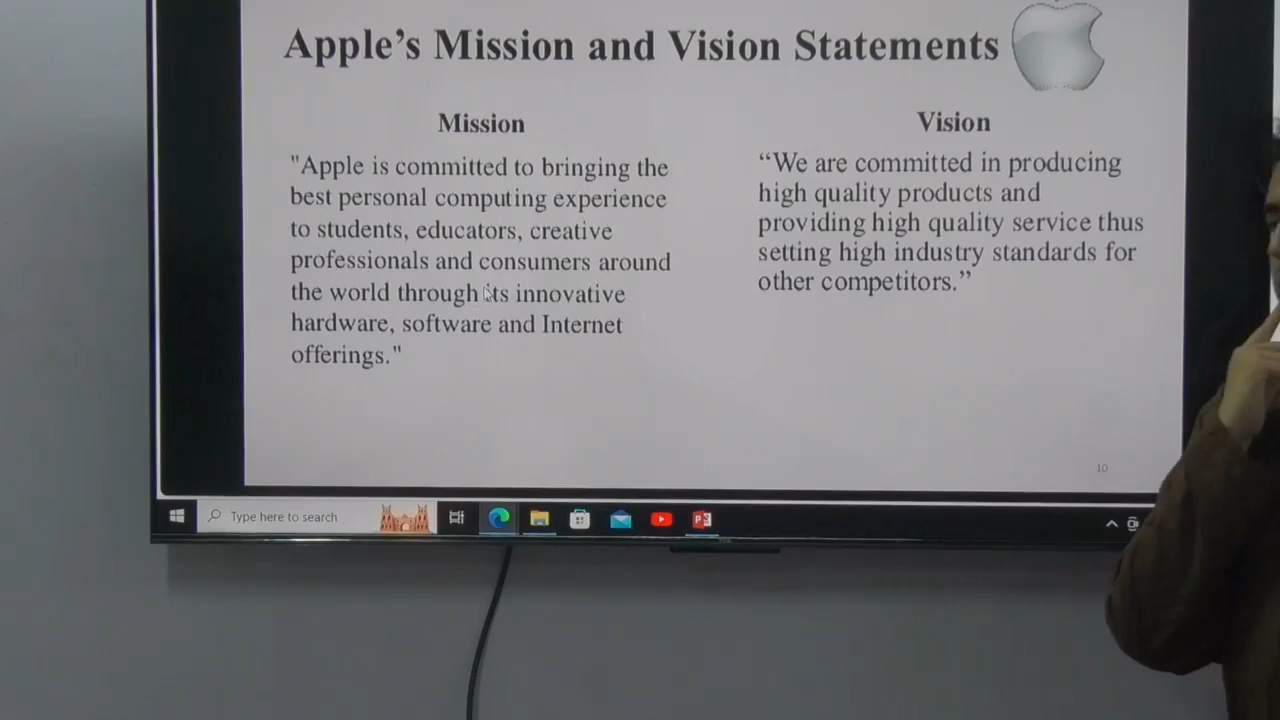 Apple’s Mission and Vision Statements
Mission
"Apple is committed to bringing the
best personal computing experience
to students, educators, creative
professionals and consumers around
the world through its innovative
hardware, software and Internet
offerings."
Vision
“We are committed in producing
high quality products and
providing high quality service thus
setting high industry standards for
other competitors.”
10
Type here to search